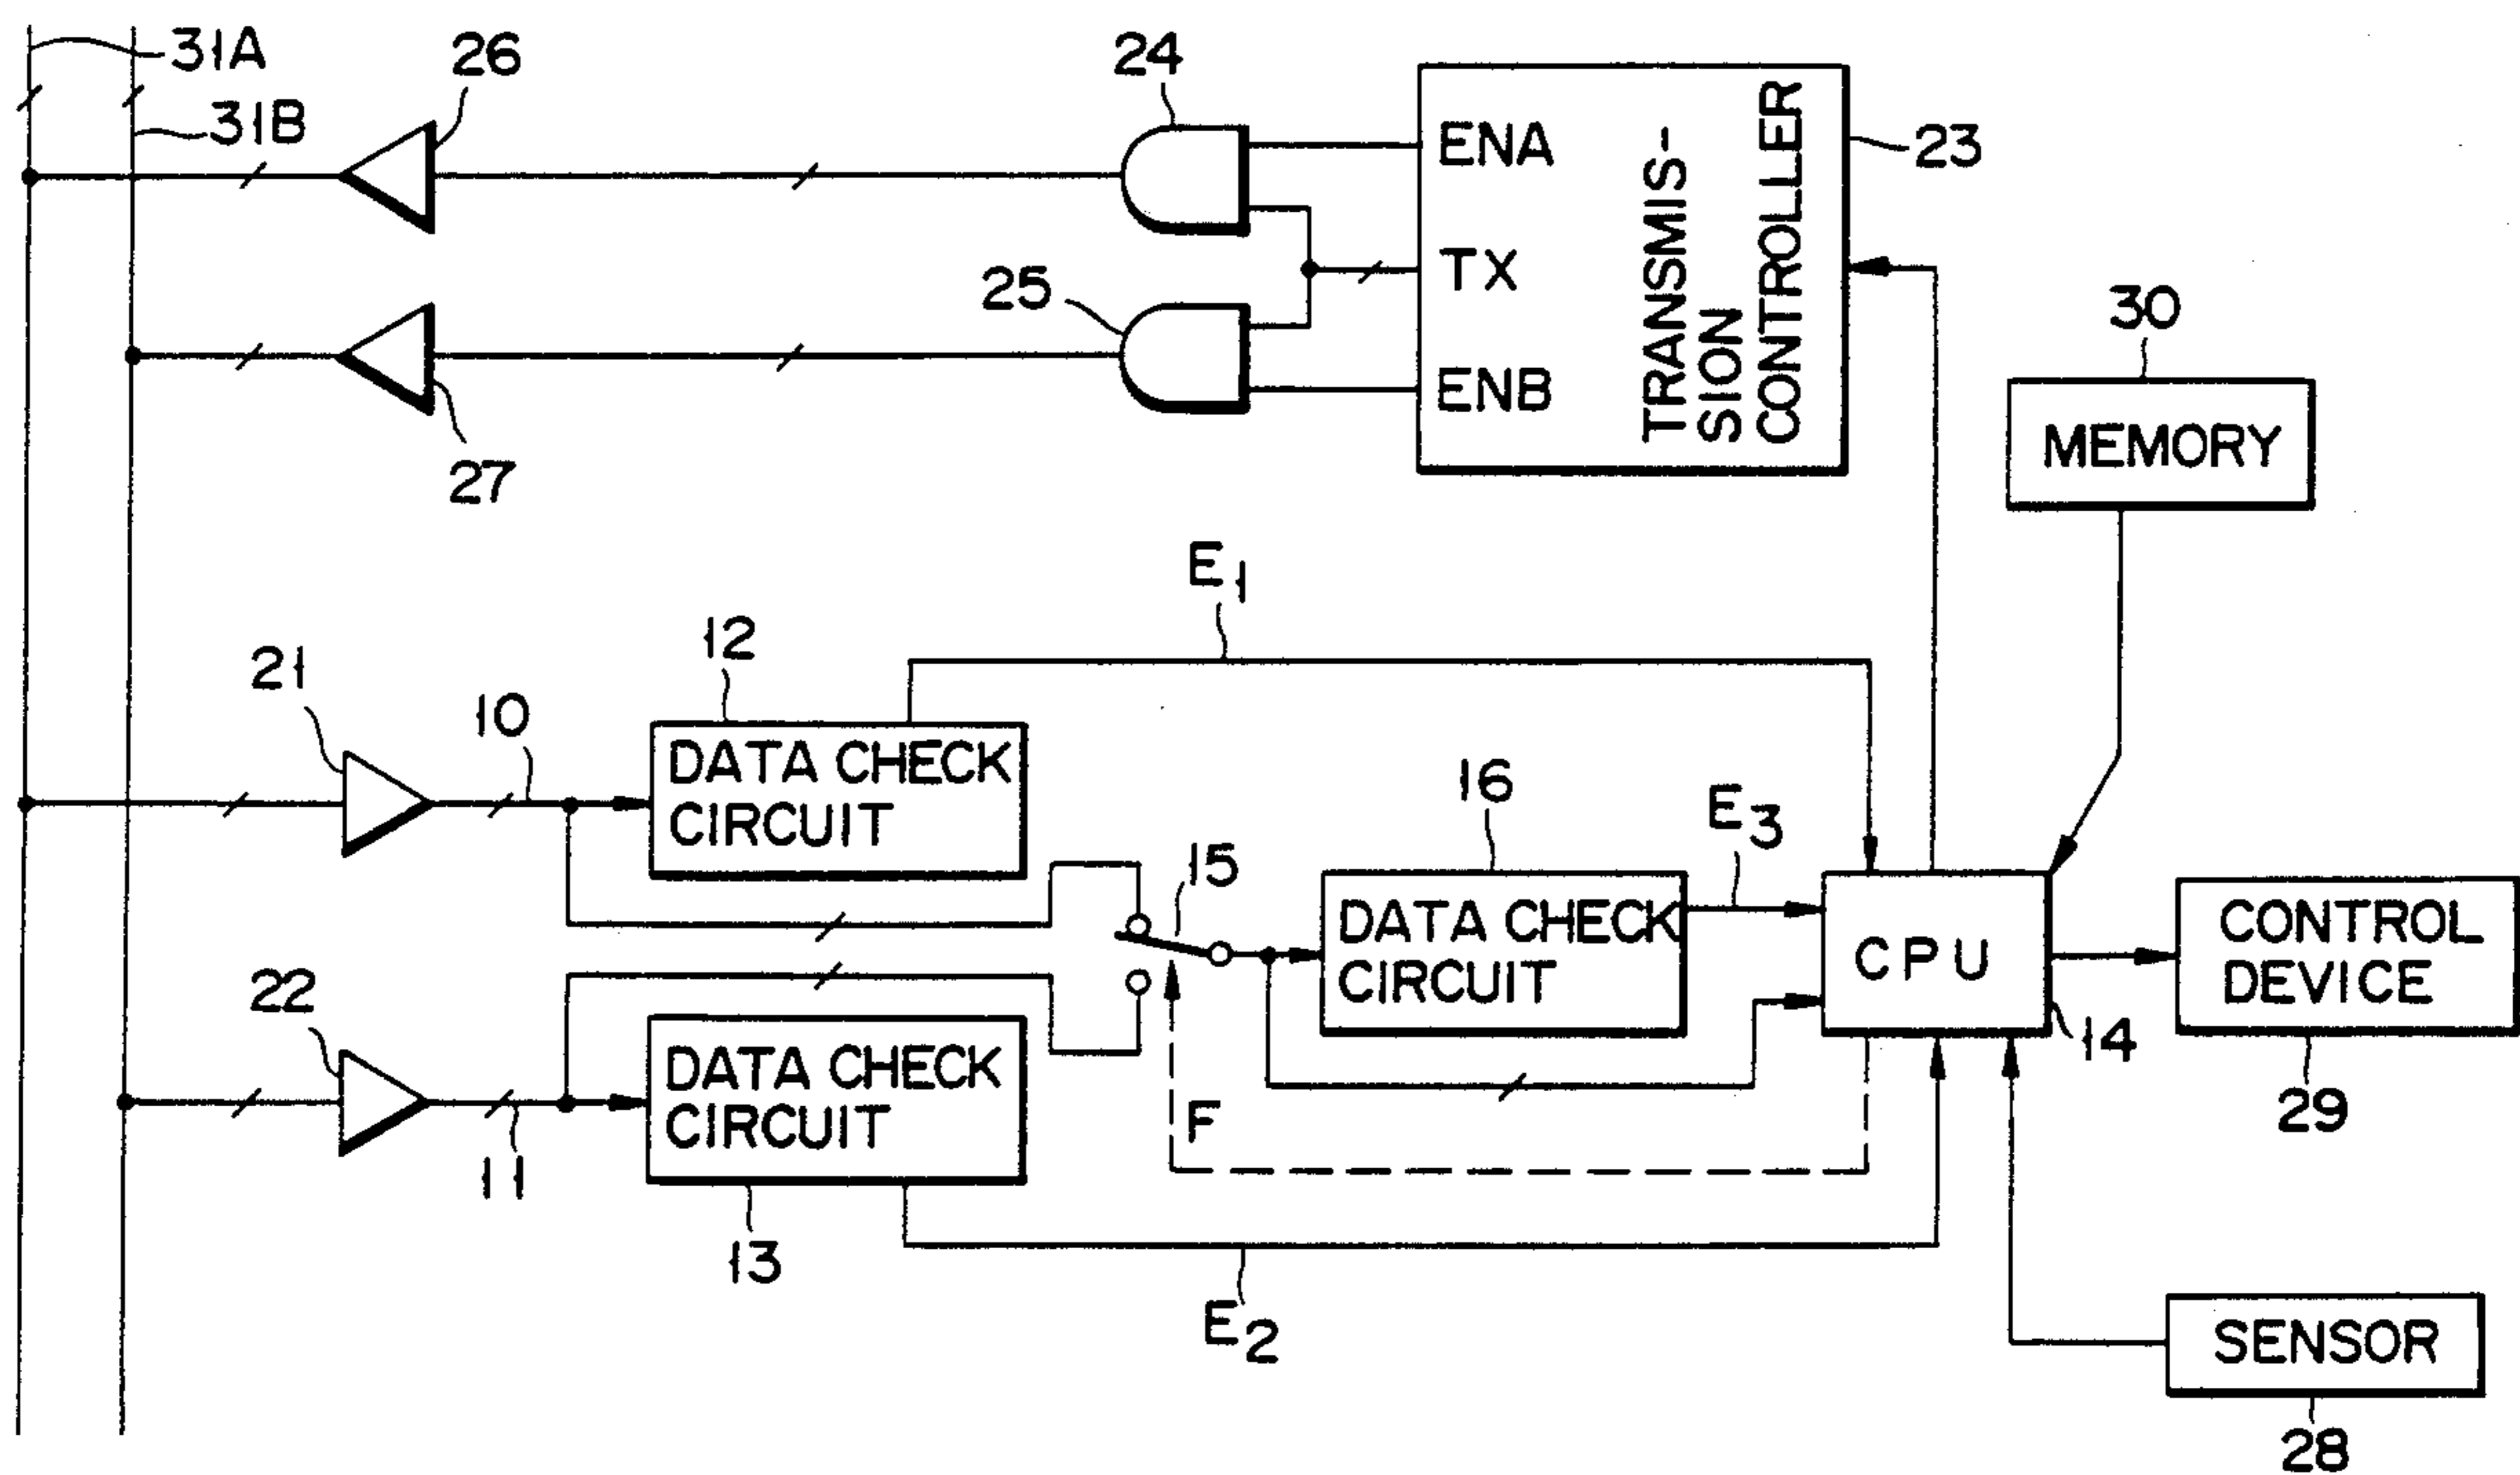 31A
26
24
31B
ENA
TRANSMIS-
SION
CONTROLLER
23
TX
25
ENB
30
MEMORY
27
E1
12
21
10
DATA CHECK
CIRCUIT
16
E3
15
DATA CHECK
CIRCUIT
CPU
CONTROL
DEVICE
22
14
DATA CHECK
CIRCUIT
F
29
11
13
E2
SENSOR
28